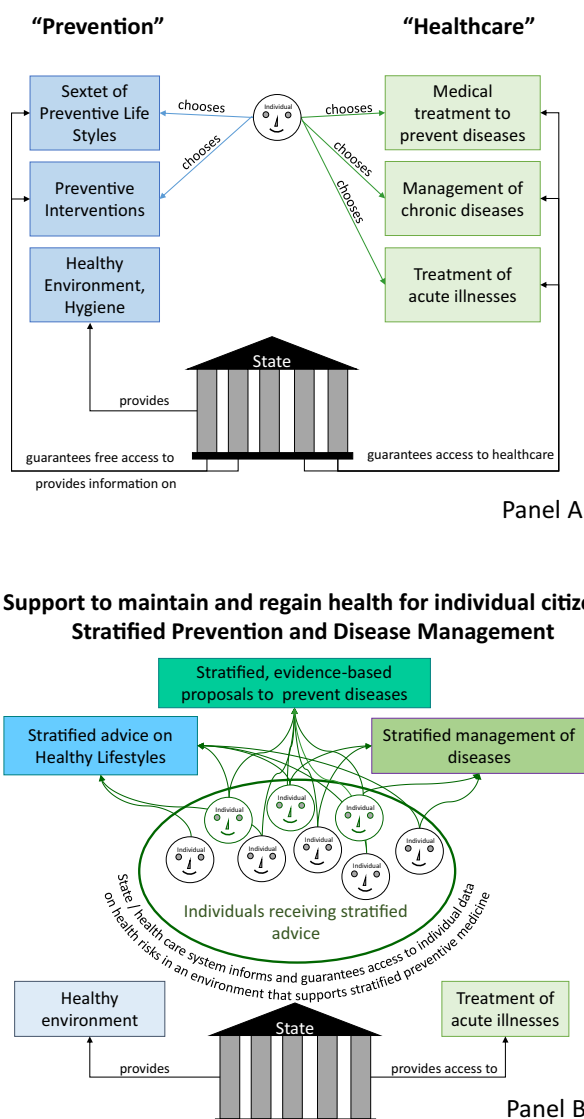 “Prevention”
“Healthcare”
Sextet of
Preventive Life
Styles
chooses
Individual
chooses
Medical
treatment to
prevent diseases
chooses
chooses
chooses
Preventive
Interventions
Management of
chronic diseases
Healthy
Environment,
Hygiene
Treatment of
acute illnesses
State
provides
guarantees free access to
guarantees access to healthcare
provides information on
Panel A
Support to maintain and regain health for individual
Stratified Prevention and Disease Management
Stratified, evidence-based
proposals to prevent diseases
Stratified advice on
Healthy Lifestyles
Stratified management of
diseases
Individual
Individual
Individual
Individual
Individual
Individual
Individual
Individual
Individuals receiving stratified
advice
State / health care system informs and guarantees access to individual data
on health risks in an environment that supports stratified preventive medicine
Healthy
environment
Treatment of
acute illnesses
State
provides
provides access to
Panel B